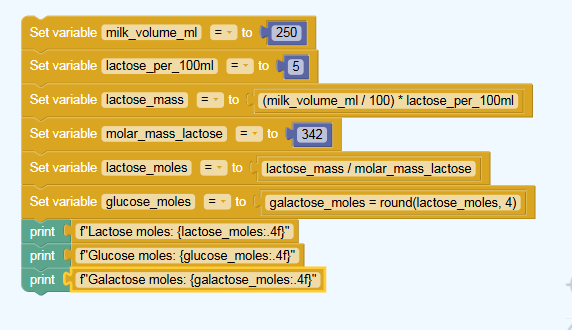 Set variable milk_volume_ml = to 250
Set variable lactose_per_100ml = to 5
Set variable lactose_mass = to (milk_volume_ml / 100) * lactose_per_100ml
Set variable molar_mass_lactose = to 342
Set variable lactose_moles = to lactose_mass / molar_mass_lactose
Set variable glucose_moles = to galactose_moles = round(lactose_moles, 4)
print f"Lactose moles: {lactose_moles:.4f}"
print f"Glucose moles: {glucose_moles:.4f}"
print f"Galactose moles: {galactose_moles:.4f}"